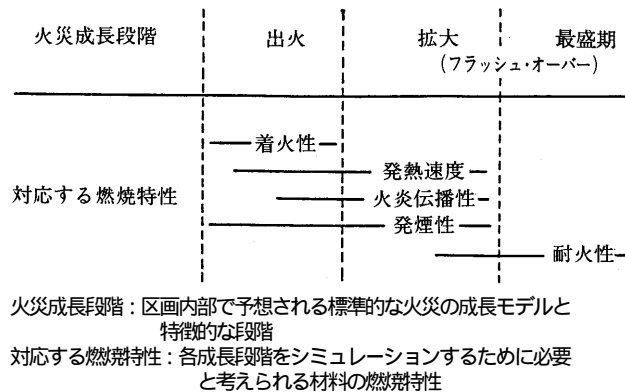 火災成長段階 出火 拡大 最盛期
(フラッシュ・オーバー)
着火性
発熱速度
対応する燃焼特性 火炎伝播性
発煙性
耐火性
火災成長段階：区画内部で予想される標準的な火災の成長モデルと
特徴的な段階
対応する燃焼特性：各成長段階をシミュレーションするために必要
と考えられる材料の燃焼特性